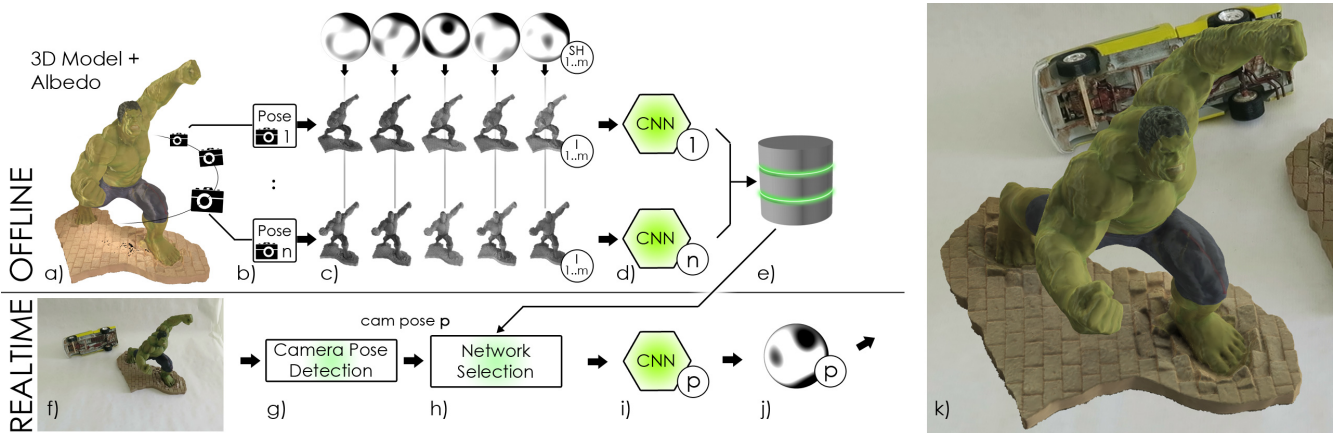 OFFLINE
3D Model +
Albedo
a)
Pose
1
:
Pose
n
b)
SH
1..m
I
1..m
I
1..m
c)
CNN
1
CNN
n
d)
e)
REALTIME
f)
Camera Pose
Detection
g)
cam pose p
Network
Selection
h)
CNN
p
i)
p
j)
k)